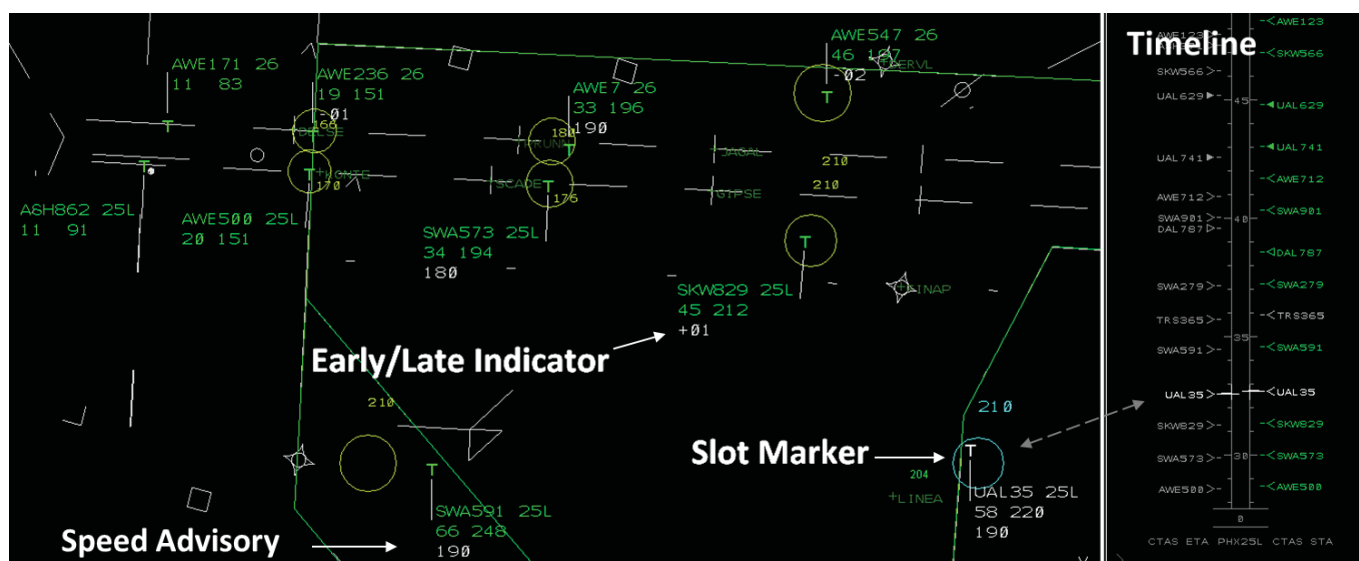 AWE171 26
11 83
AWE236 26
19 151
-01
166
DELSE
AWE7 26
33 196
190
180
AWE547 26
46 187
-02
JAGAL
210
210
GIPSE
+KONTE
170
SCADE
176
A&H862 25L
11 91
AWE500 25L
20 151
SWA573 25L
34 194
180
SKW829 25L
45 212
+01
Early/Late Indicator
210
210
Slot Marker
204
+LINEA
UAL35 25L
58 220
190
SWA591 25L
66 248
190
Speed Advisory
Timeline
AWE123
SKW566
SKW566
UAL629
45
UAL629
UAL741
UAL741
AWE712
AWE712
SWA901
40
SWA901
DAL787
DAL787
SWA279
SWA279
TRS365
TRS365
35
SWA591
SWA591
UAL35
UAL35
SKW829
SKW829
SWA573
30
SWA573
AWE500
AWE500
0
CTAS ETA PHX25L CTAS STA